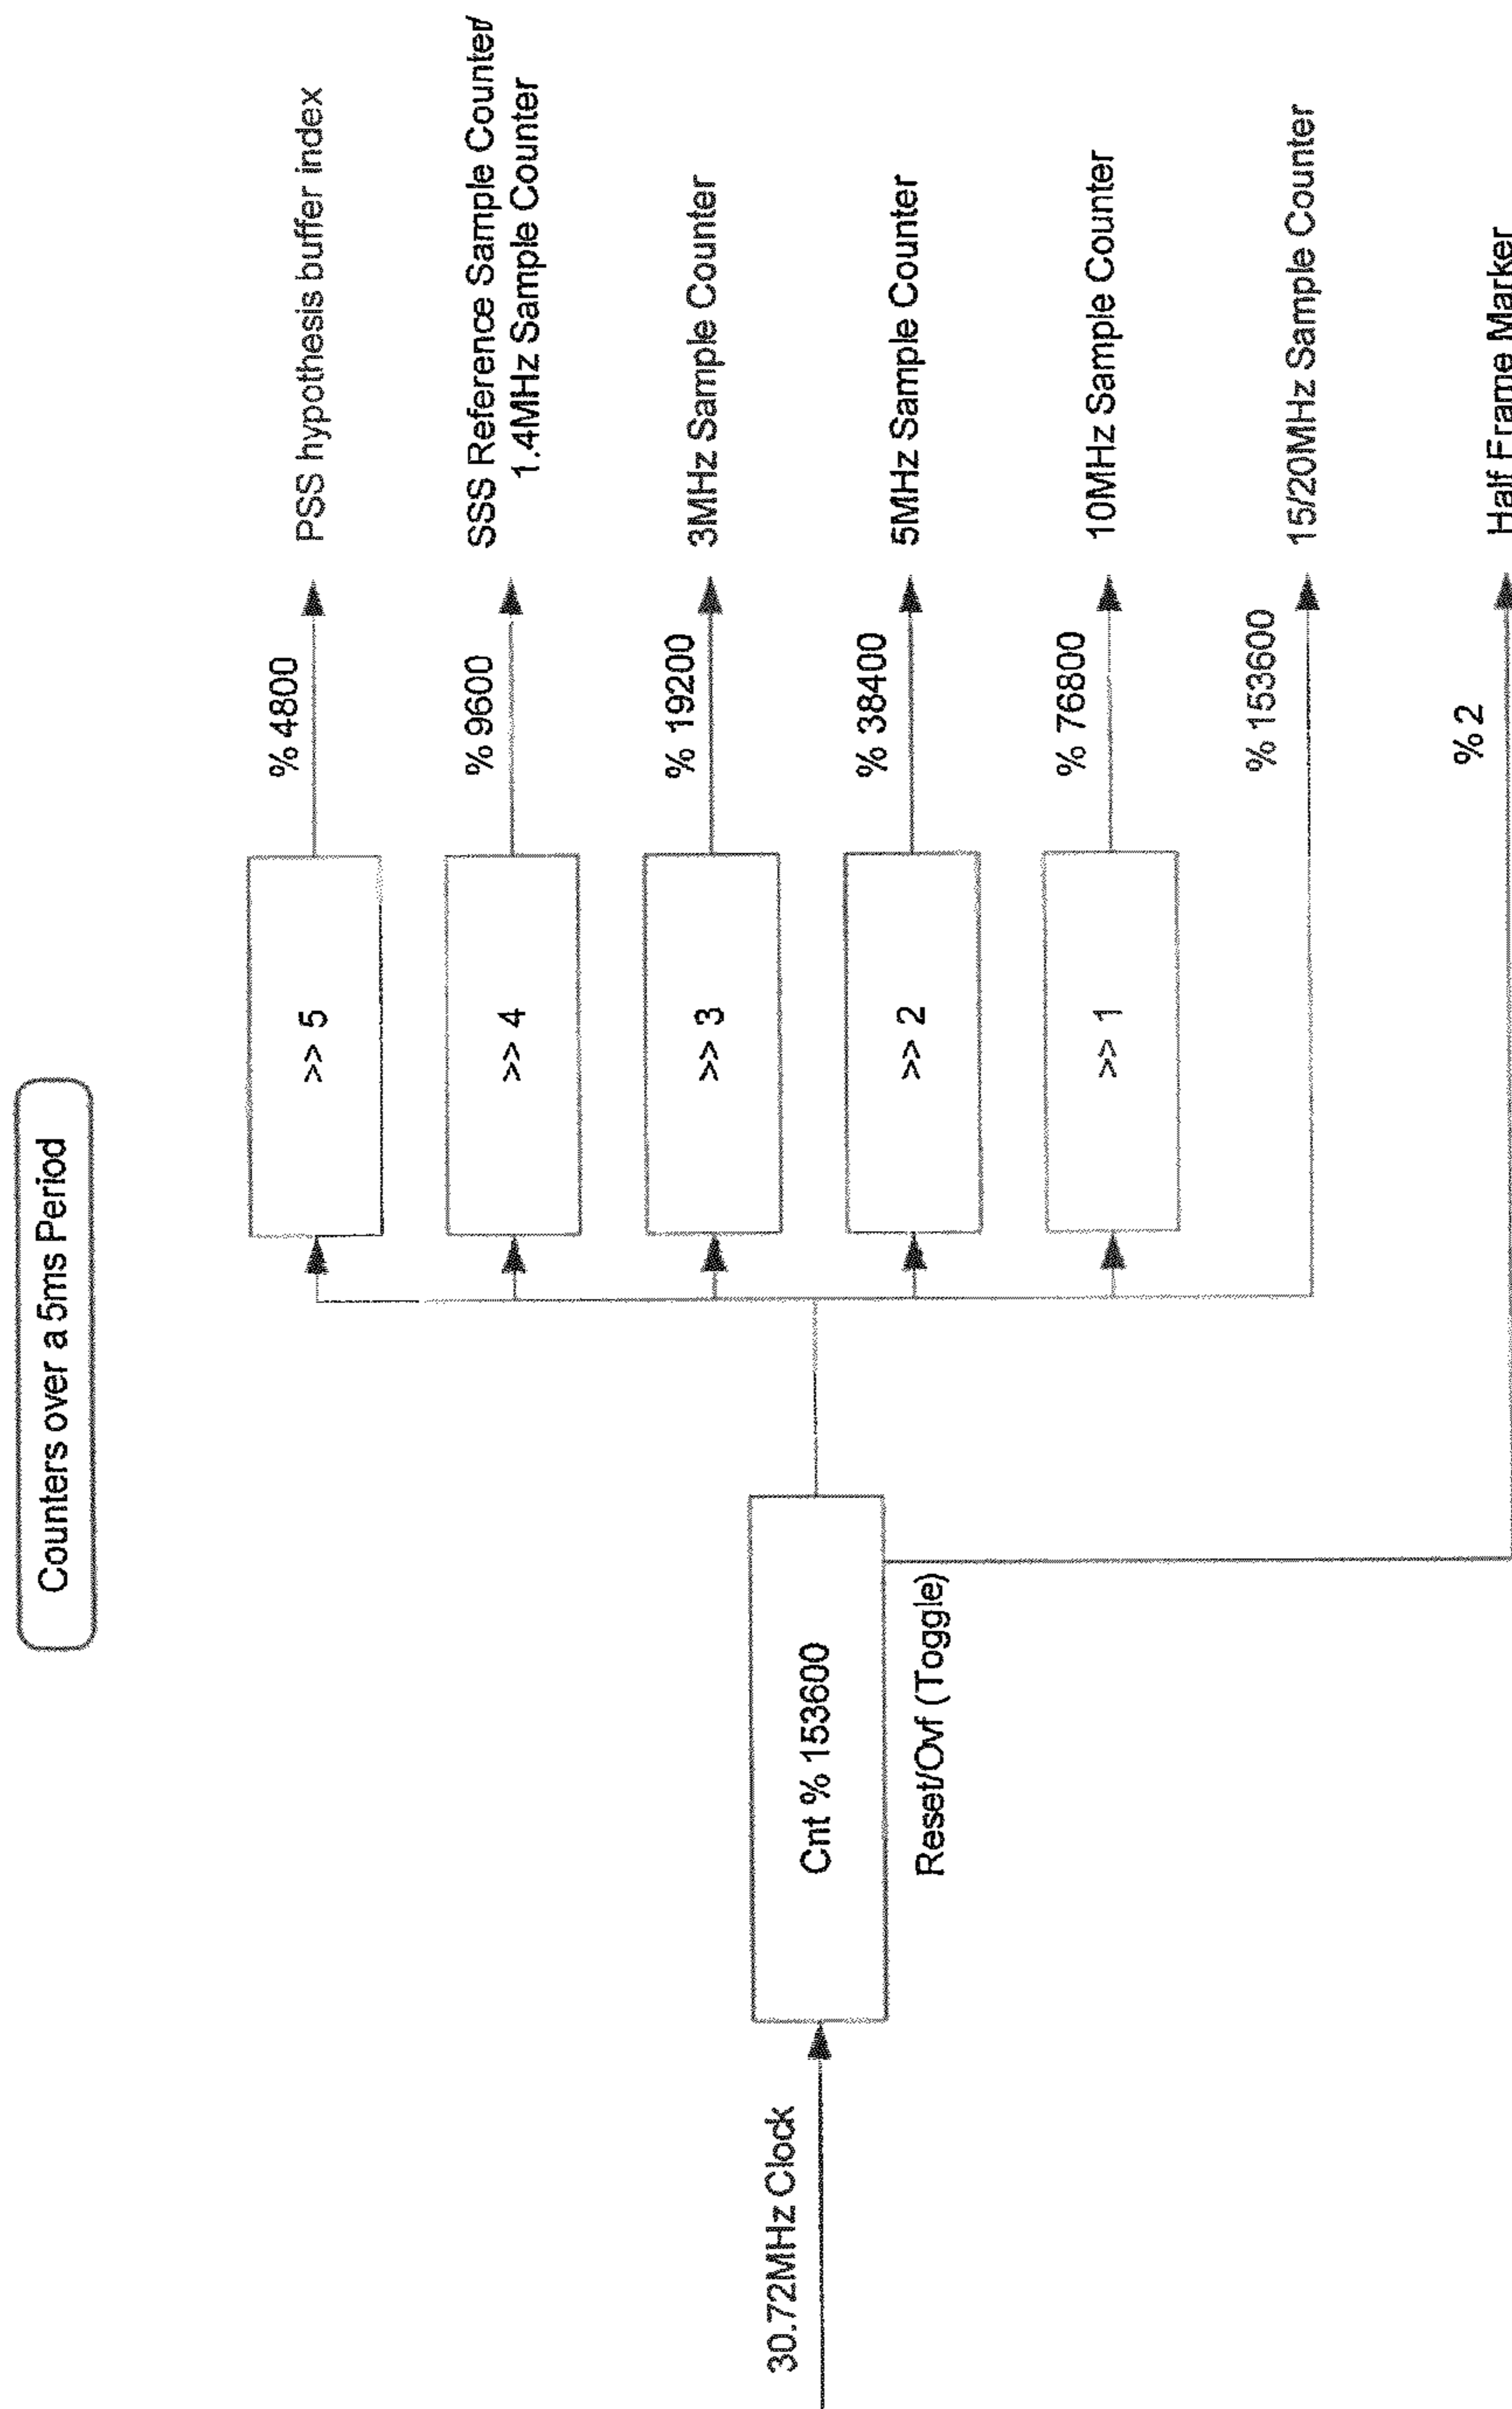 Counters over a 5ms Period
30.72MHz Clock
Cnt % 153600
Reset/Ovf (Toggle)
>> 5
% 4800
PSS hypothesis buffer index
>> 4
% 9600
SSS Reference Sample Counter/
1.4MHz Sample Counter
>> 3
% 19200
3MHz Sample Counter
>> 2
% 38400
5MHz Sample Counter
>> 1
% 76800
10MHz Sample Counter
% 153600
15/20MHz Sample Counter
% 2
Half Frame Marker